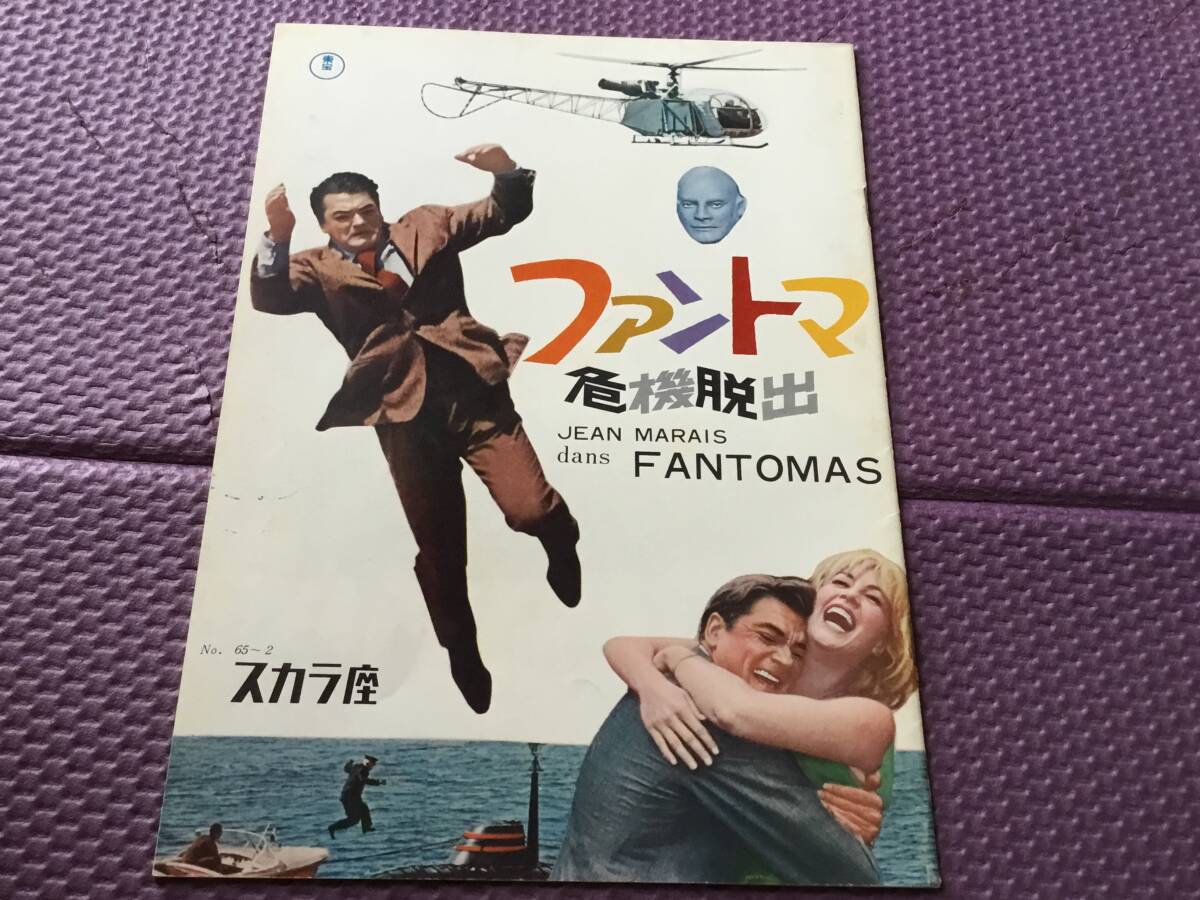 東宝
ファントマ
危機脱出
JEAN MARAIS
dans FANTOMAS
No. 65~2
スカラ座